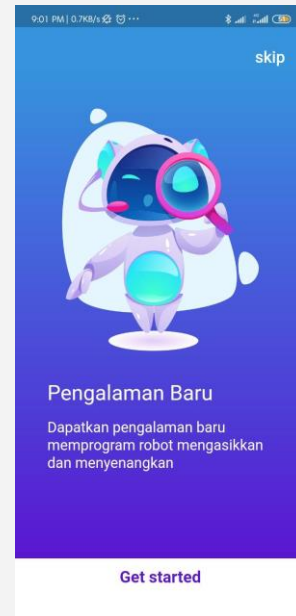 9:01 PM | 0.7KB/s
skip
Pengalaman Baru
Dapatkan pengalaman baru
memprogram robot mengasikkan
dan menyenangkan
Get started